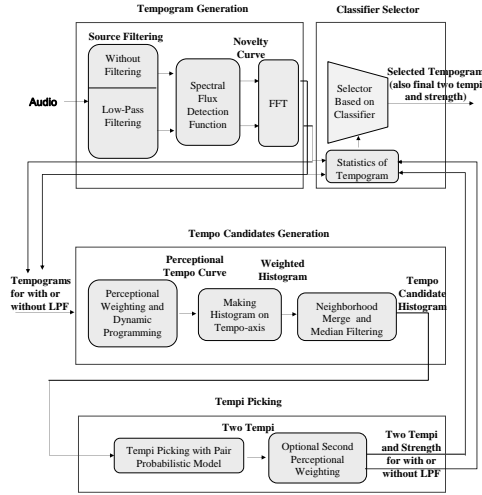 Tempogram Generation
Classifier Selector
Source Filtering
Novelty
Curve
Without
Filtering
Low-Pass
Filtering
Audio
Spectral
Flux
Detection
Function
FFT
Selector
Based on
Classifier
Selected Tempogram
(also final two tempi
and strength)
Statistics of
Tempogram
Tempo Candidates Generation
Perceptional
Tempo Curve
Weighted
Histogram
Tempo
Candidate
Histogram
Tempograms
for with or
without LPF
Perceptional
Weighting and
Dynamic
Programming
Making
Histogram on
Tempo-axis
Neighborhood
Merge and
Median Filtering
Tempi Picking
Two Tempi
Two Tempi
and Strength
for with or
without LPF
Tempi Picking with Pair
Probabilistic Model
Optional Second
Perceptional
Weighting